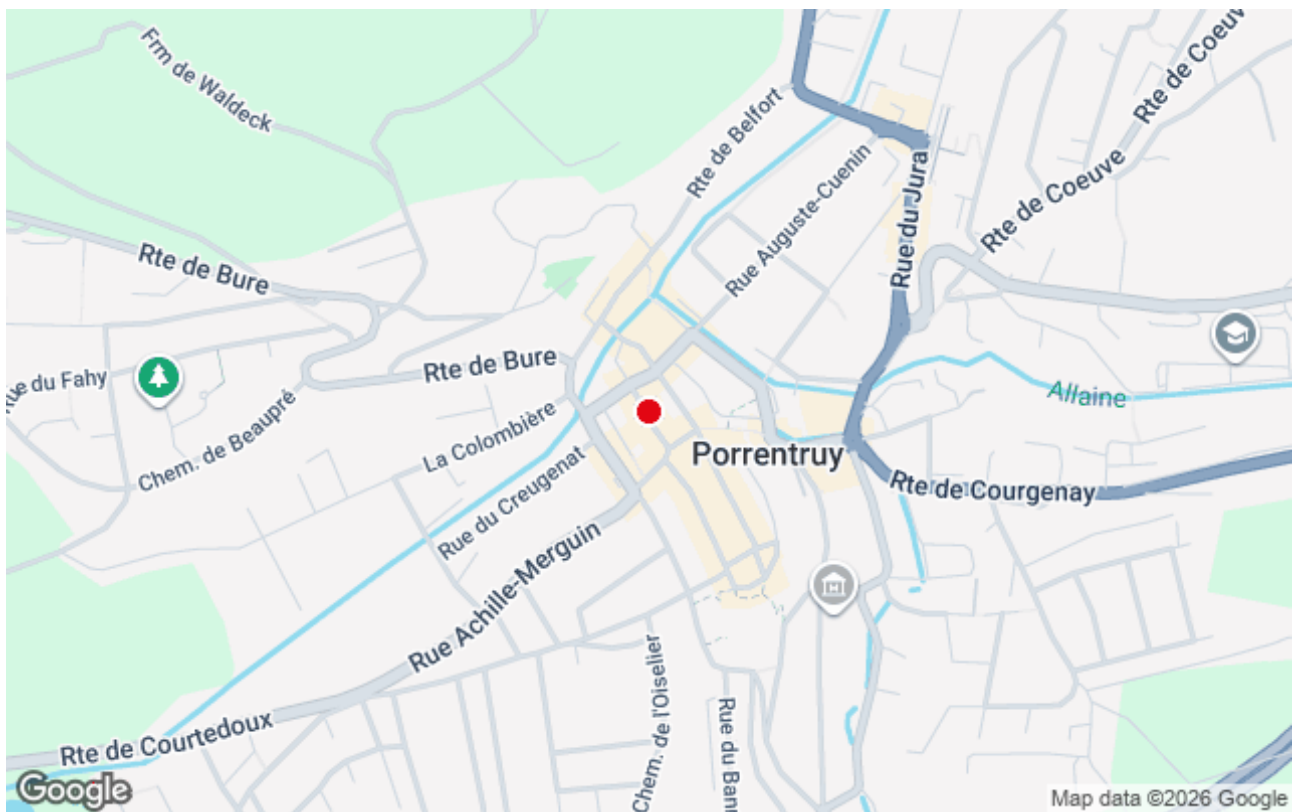 Frm de Waldeck
Rte de Belfort
Rte de Coeuv
Rte de Coeuve
Rte de Coeuve
Rue Auguste-Cuenin
Rue du Jura
Rte de Bure
Rte de Bure
Rue du Fahy
Allaine
Chem. de Beaupré
La Colombière
Porrentruy
Rue du Creugenat
Rte de Courgenay
Rue Achille-Merguin
Chem. de l'Oiselier
Rue du Ban
Rte de Courtedoux
Google
Map data ©2026 Google